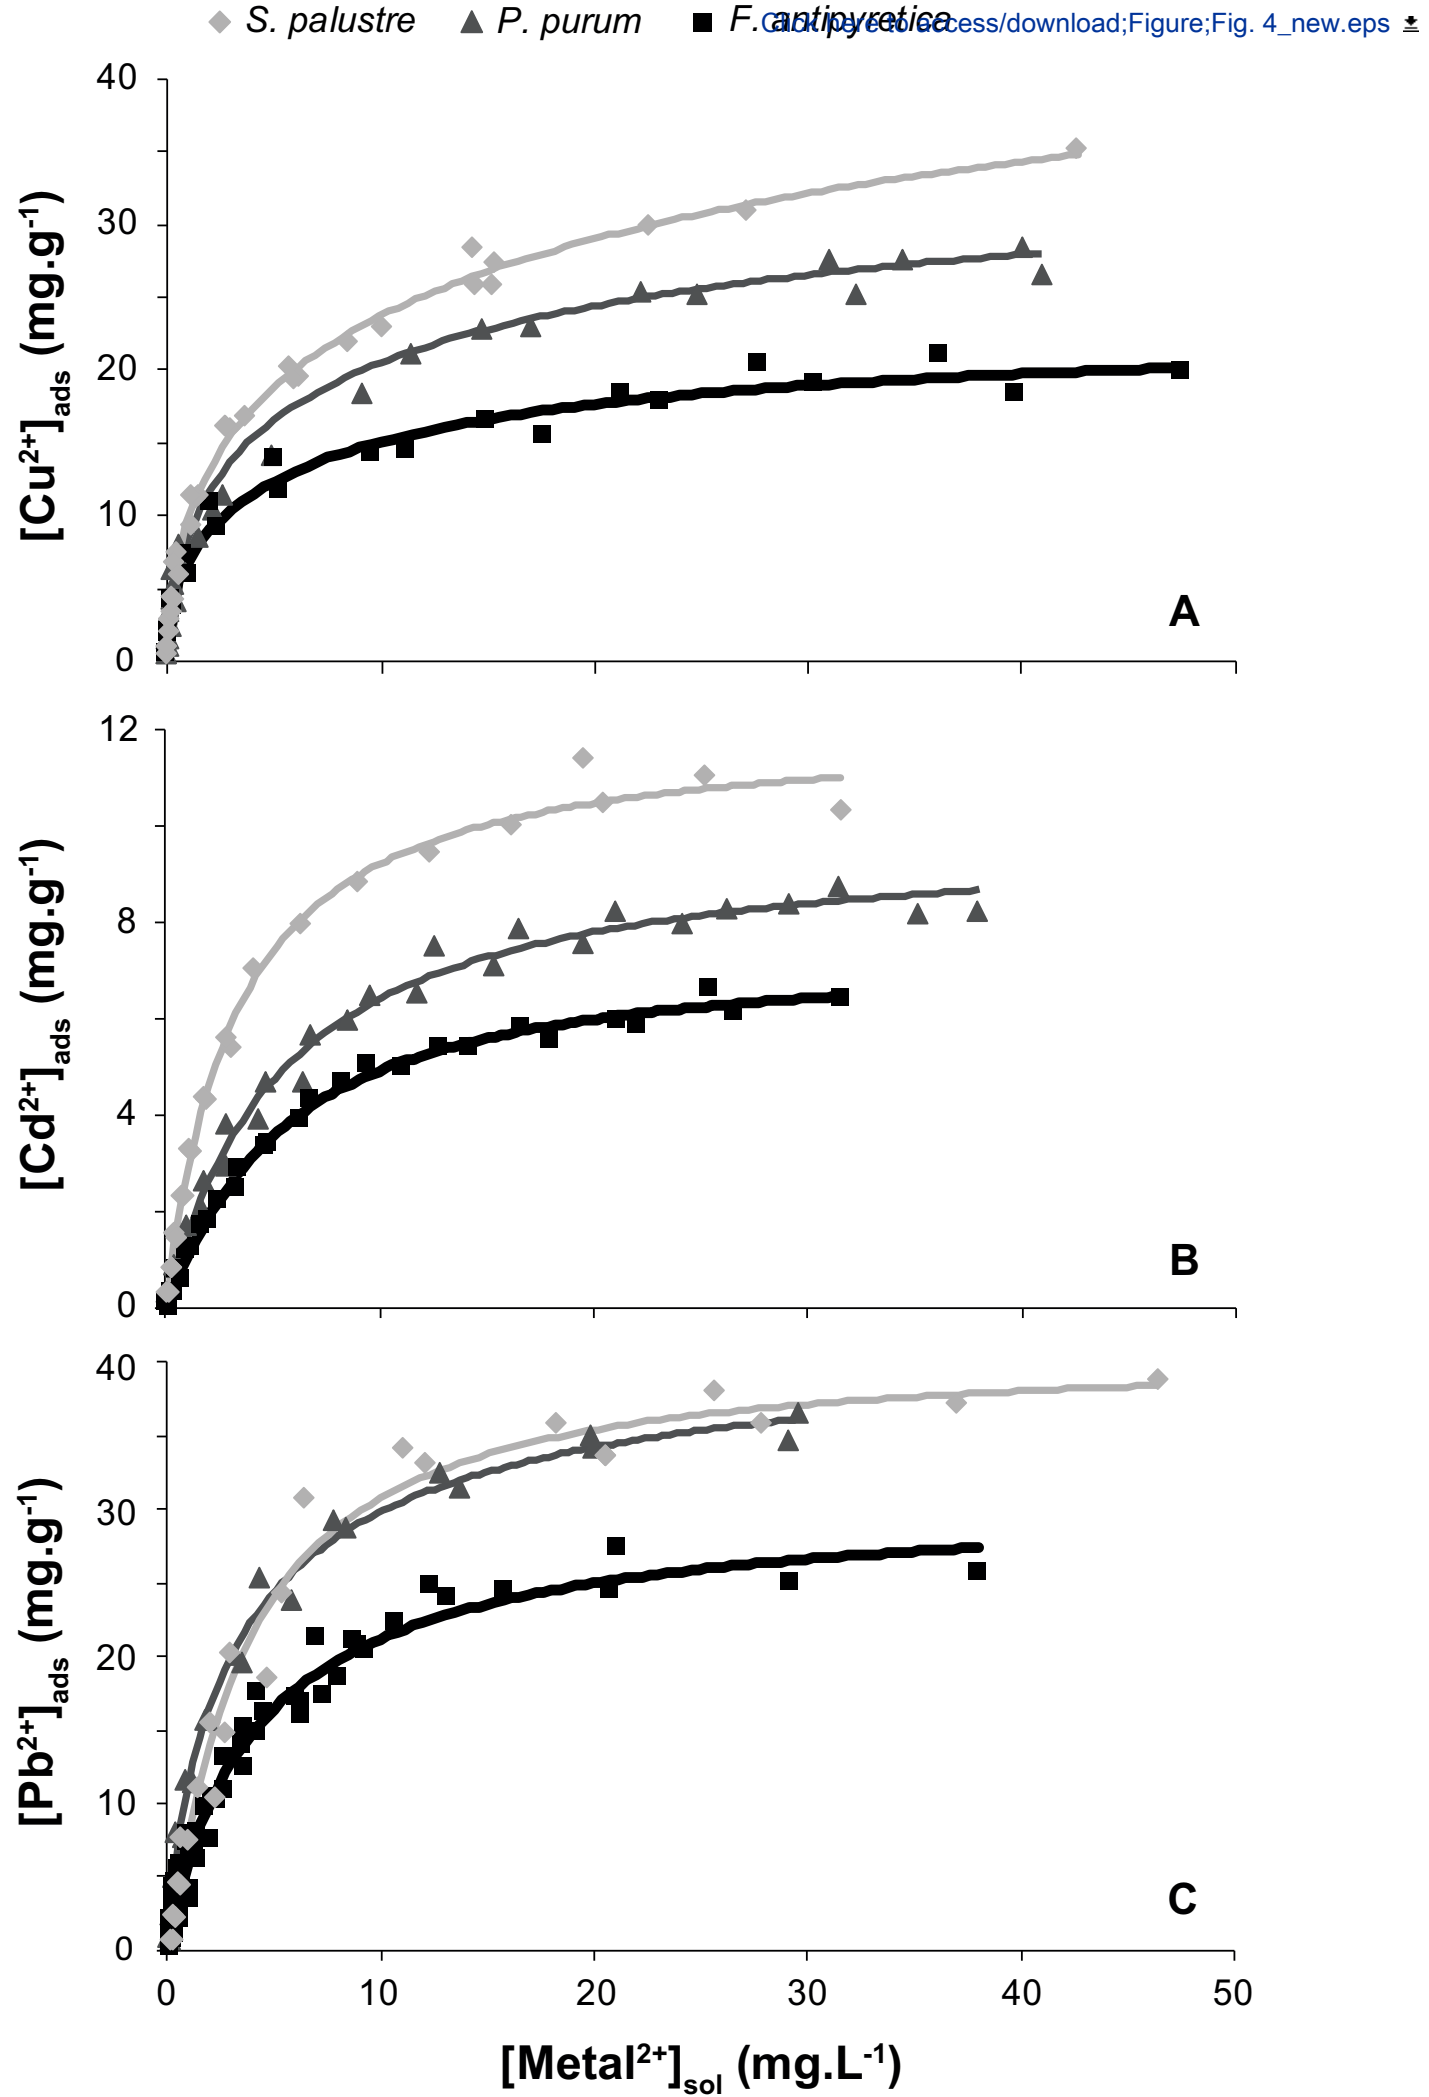 S. palustre P. purum F. antipyretica
Click here to access/download;Figure;Fig. 4_new.eps
40
30
20
10
0
[Cu2+]ads (mg.g-1)
A
12
8
4
0
[Cd2+]ads (mg.g-1)
B
40
30
20
10
0
[Pb2+]ads (mg.g-1)
C
0 10 20 30 40 50
[Metal2+]sol (mg.L-1)